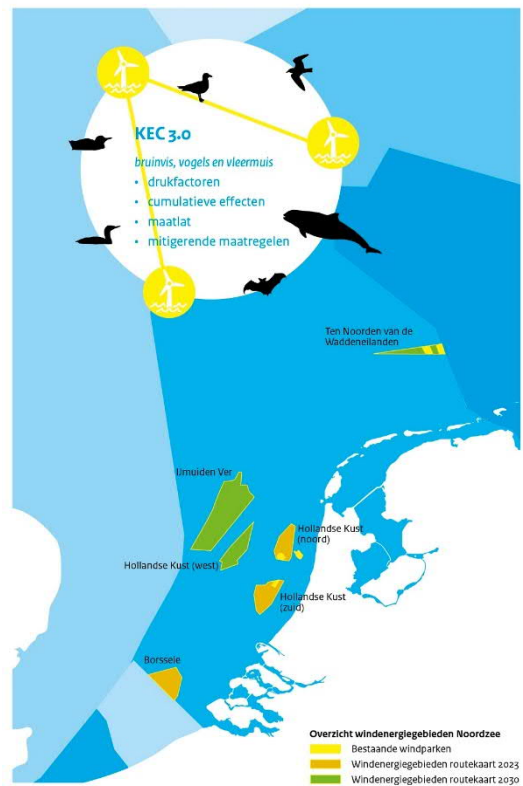 KEC 3.0
bruinvis, vogels en vleermuis
• drukfactoren
• cumulatieve effecten
• maatlat
• mitigerende maatregelen
Ten Noorden van de
Waddeneilanden
IJmuiden Ver
Hollandse Kust
(noord)
Hollandse Kust (west)
Hollandse Kust
(zuid)
Borssele
Overzicht windenergiegebieden Noordzee
Bestaande windparken
Windenergiegebieden routekaart 2023
Windenergiegebieden routekaart 2030